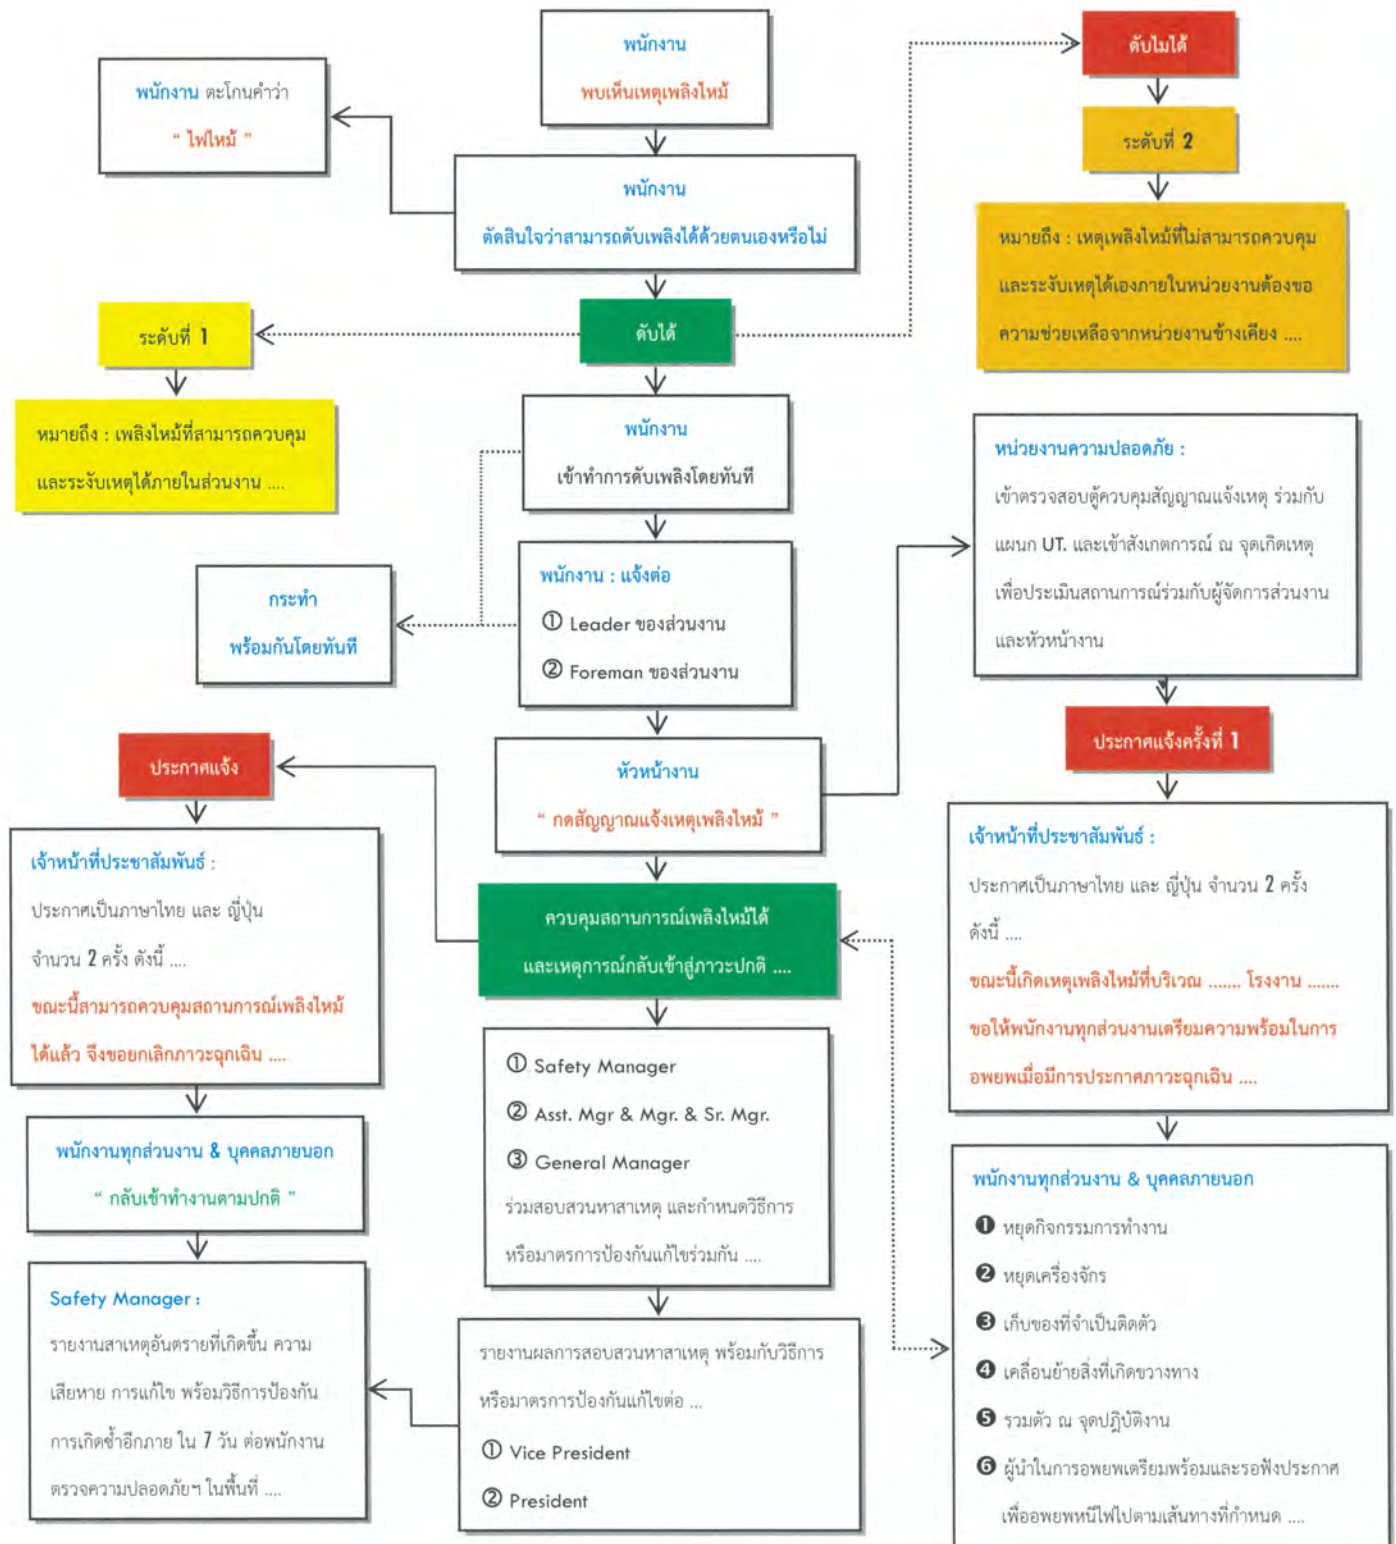 พนักงาน
พบเห็นเหตุเพลิงไหม้
พนักงาน ตะโกนคำว่า
“ ไฟไหม้ ”
พนักงาน
ตัดสินใจว่าสามารถดับเพลิงได้ด้วยตนเองหรือไม่
ดับไม่ได้
ระดับที่ 2
หมายถึง : เหตุเพลิงไหม้ที่ไม่สามารถควบคุม
และระงับเหตุได้เองภายในหน่วยงานต้องขอ
ความช่วยเหลือจากหน่วยงานข้างเคียง ....
ดับได้
ระดับที่ 1
หมายถึง : เพลิงไหม้ที่สามารถควบคุม
และระงับเหตุได้ภายในส่วนงาน ....
พนักงาน
เข้าทำการดับเพลิงโดยทันที
พนักงาน : แจ้งต่อ
① Leader ของส่วนงาน
② Foreman ของส่วนงาน
กระทำ
พร้อมกันโดยทันที
หัวหน้างาน
“ กดสัญญาณแจ้งเหตุเพลิงไหม้ ”
หน่วยงานความปลอดภัย :
เข้าตรวจสอบตู้ควบคุมสัญญาณแจ้งเหตุ ร่วมกับ
แผนก UT. และเข้าสังเกตการณ์ ณ จุดเกิดเหตุ
เพื่อประเมินสถานการณ์ร่วมกับผู้จัดการส่วนงาน
และหัวหน้างาน
ประกาศแจ้งครั้งที่ 1
เจ้าหน้าที่ประชาสัมพันธ์ :
ประกาศเป็นภาษาไทย และ ญี่ปุ่น จำนวน 2 ครั้ง
ดังนี้ ....
ขณะนี้เกิดเหตุเพลิงไหม้ที่บริเวณ ....... โรงงาน .......
ขอให้พนักงานทุกส่วนงานเตรียมความพร้อมในการ
อพยพเมื่อมีการประกาศภาวะฉุกเฉิน ....
พนักงานทุกส่วนงาน & บุคคลภายนอก
❶ หยุดกิจกรรมการทำงาน
❷ หยุดเครื่องจักร
❸ เก็บของที่จำเป็นติดตัว
❹ เคลื่อนย้ายสิ่งที่เกิดขวางทาง
❺ รวมตัว ณ จุดปฏิบัติงาน
❻ ผู้นำในการอพยพเตรียมพร้อมและรอฟังประกาศ
เพื่ออพยพหนีไฟไปตามเส้นทางที่กำหนด ....
ควบคุมสถานการณ์เพลิงไหม้ได้
และเหตุการณ์กลับเข้าสู่ภาวะปกติ ....
ประกาศแจ้ง
เจ้าหน้าที่ประชาสัมพันธ์ :
ประกาศเป็นภาษาไทย และ ญี่ปุ่น
จำนวน 2 ครั้ง ดังนี้ ....
ขณะนี้สามารถควบคุมสถานการณ์เพลิงไหม้
ได้แล้ว จึงขอยกเลิกภาวะฉุกเฉิน ....
พนักงานทุกส่วนงาน & บุคคลภายนอก
“ กลับเข้าทำงานตามปกติ ”
① Safety Manager
② Asst. Mgr & Mgr. & Sr. Mgr.
③ General Manager
ร่วมสอบสวนหาสาเหตุ และกำหนดวิธีการ
หรือมาตรการป้องกันแก้ไขร่วมกัน ....
รายงานผลการสอบสวนหาสาเหตุ พร้อมกับวิธีการ
หรือมาตรการป้องกันแก้ไขต่อ ...
① Vice President
② President
Safety Manager :
รายงานสาเหตุอันตรายที่เกิดขึ้น ความ
เสียหาย การแก้ไข พร้อมวิธีการป้องกัน
การเกิดซ้ำอีกภาย ใน 7 วัน ต่อพนักงาน
ตรวจความปลอดภัยฯ ในพื้นที่ ....